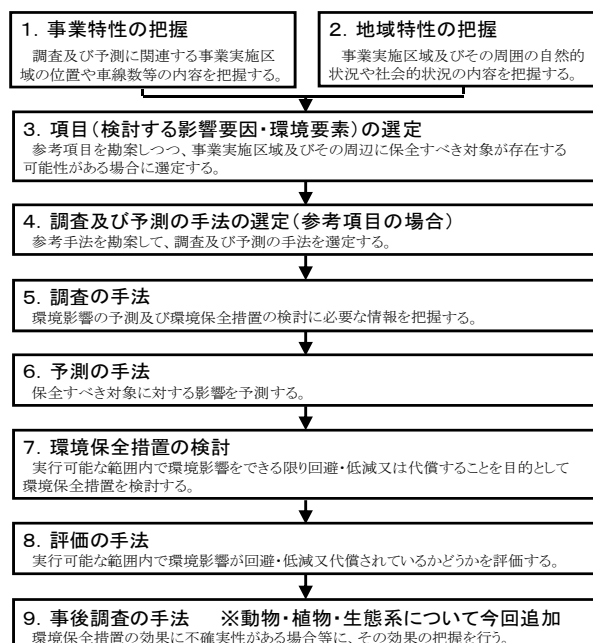 1．事業特性の把握
調査及び予測に関連する事業実施区
域の位置や車線数等の内容を把握する。
2．地域特性の把握
事業実施区域及びその周囲の自然的
状況や社会的状況の内容を把握する。
3．項目（検討する影響要因・環境要素）の選定
参考項目を勘案しつつ、事業実施区域及びその周辺に保全すべき対象が存在する
可能性がある場合に選定する。
4．調査及び予測の手法の選定（参考項目の場合）
参考手法を勘案して、調査及び予測の手法を選定する。
5．調査の手法
環境影響の予測及び環境保全措置の検討に必要な情報を把握する。
6．予測の手法
保全すべき対象に対する影響を予測する。
7．環境保全措置の検討
実行可能な範囲内で環境影響をできる限り回避・低減又は代償することを目的として
環境保全措置を検討する。
8．評価の手法
実行可能な範囲内で環境影響が回避・低減又代償されているかどうかを評価する。
9．事後調査の手法　※動物・植物・生態系について今回追加
環境保全措置の効果に不確実性がある場合等に、その効果の把握を行う。